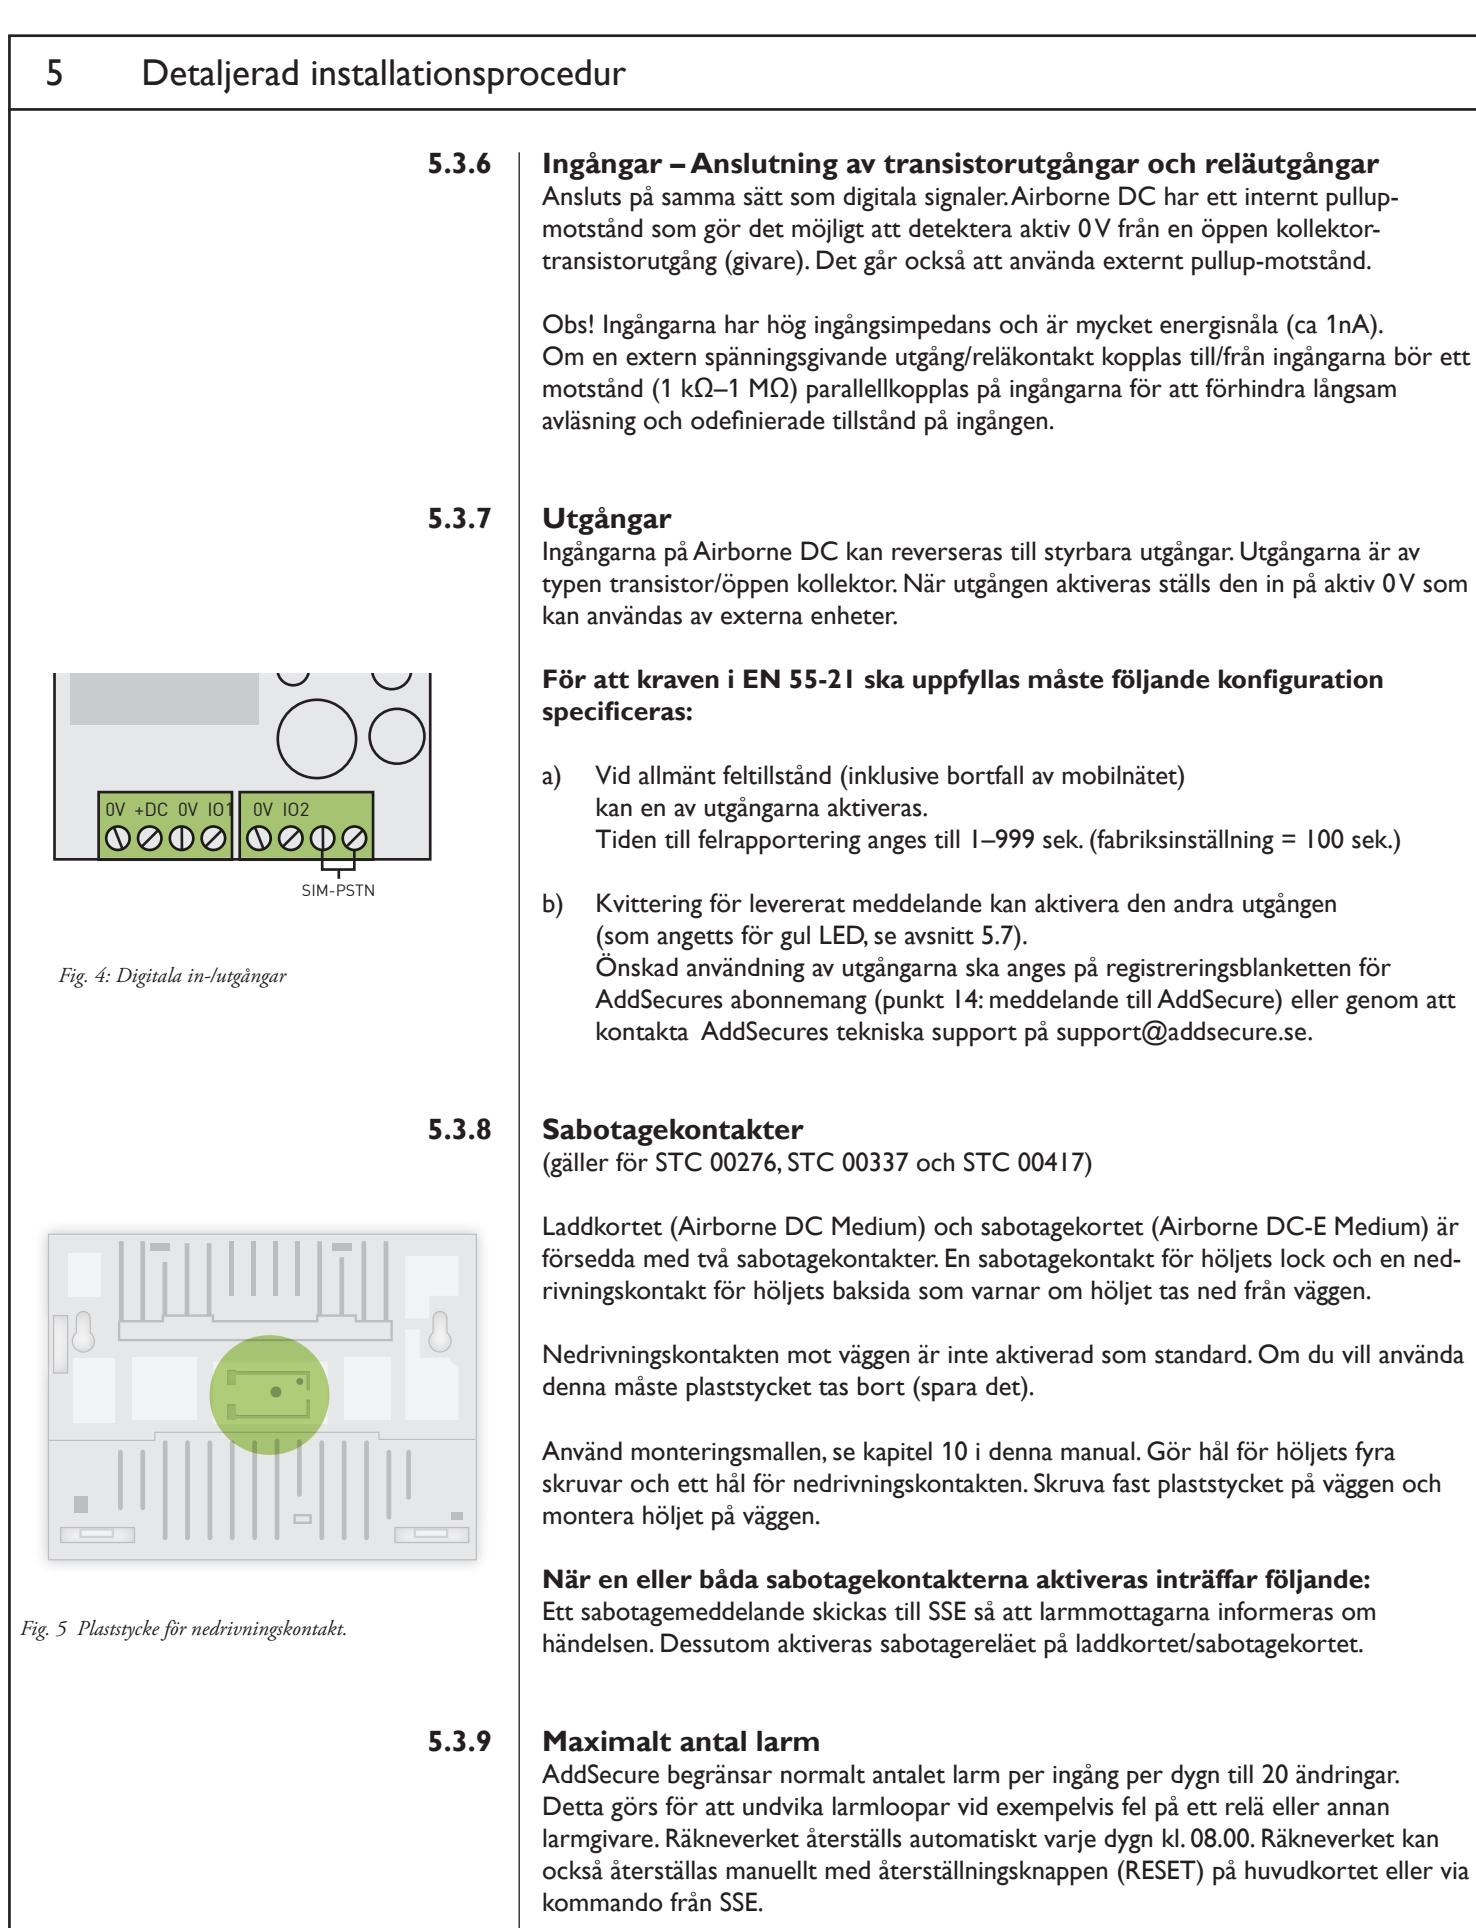 5 Detaljerad installationsprocedur
5.3.6 Ingångar – Anslutning av transistorutgångar och reläutgångar
Ansluts på samma sätt som digitala signaler. Airborne DC har ett internt pullup-
motstånd som gör det möjligt att detektera aktiv 0 V från en öppen kollektor-
transistorutgång (givare). Det går också att använda externt pullup-motstånd.
Obs! Ingångarna har hög ingångsimpedans och är mycket energisnåla (ca 1nA).
Om en extern spänningsgivande utgång/reläkontakt kopplas till/från ingångarna bör ett
motstånd (1 kΩ–1 MΩ) parallellkopplas på ingångarna för att förhindra långsam
avläsning och odefinierade tillstånd på ingången.
5.3.7 Utgångar
Ingångarna på Airborne DC kan reverseras till styrbara utgångar. Utgångarna är av
typen transistor/öppen kollektor. När utgången aktiveras ställs den in på aktiv 0 V som
kan användas av externa enheter.
För att kraven i EN 55-21 ska uppfyllas måste följande konfiguration
specificeras:
a) Vid allmänt feltillstånd (inklusive bortfall av mobilnätet)
kan en av utgångarna aktiveras.
Tiden till felrapportering anges till 1–999 sek. (fabriksinställning = 100 sek.)
b) Kvittering för levererat meddelande kan aktivera den andra utgången
(som angetts för gul LED, se avsnitt 5.7).
Önskad användning av utgångarna ska anges på registreringsblanketten för
AddSecures abonnemang (punkt 14: meddelande till AddSecure) eller genom att
kontakta AddSecures tekniska support på support@addsecure.se.
0V +DC 0V IO1 0V IO2
SIM-PSTN
Fig. 4: Digitala in-/utgångar
5.3.8 Sabotagekontakter
(gäller för STC 00276, STC 00337 och STC 00417)
Laddkortet (Airborne DC Medium) och sabotagekortet (Airborne DC-E Medium) är
försedda med två sabotagekontakter. En sabotagekontakt för höljets lock och en ned-
rivningskontakt för höljets baksida som varnar om höljet tas ned från väggen.
Nedrivningskontakten mot väggen är inte aktiverad som standard. Om du vill använda
denna måste plaststycket tas bort (spara det).
Använd monteringsmallen, se kapitel 10 i denna manual. Gör hål för höljets fyra
skruvar och ett hål för nedrivningskontakten. Skruva fast plaststycket på väggen och
montera höljet på väggen.
När en eller båda sabotagekontakterna aktiveras inträffar följande:
Ett sabotagemeddelande skickas till SSE så att larmmottagarna informeras om
händelsen. Dessutom aktiveras sabotagereläet på laddkortet/sabotagekortet.
Fig. 5 Plaststycke för nedrivningskontakt.
5.3.9 Maximalt antal larm
AddSecure begränsar normalt antalet larm per ingång per dygn till 20 ändringar.
Detta görs för att undvika larmloopar vid exempelvis fel på ett relä eller annan
larmgivare. Räkneverket återställs automatiskt varje dygn kl. 08.00. Räkneverket kan
också återställas manuellt med återställningsknappen (RESET) på huvudkortet eller via
kommando från SSE.